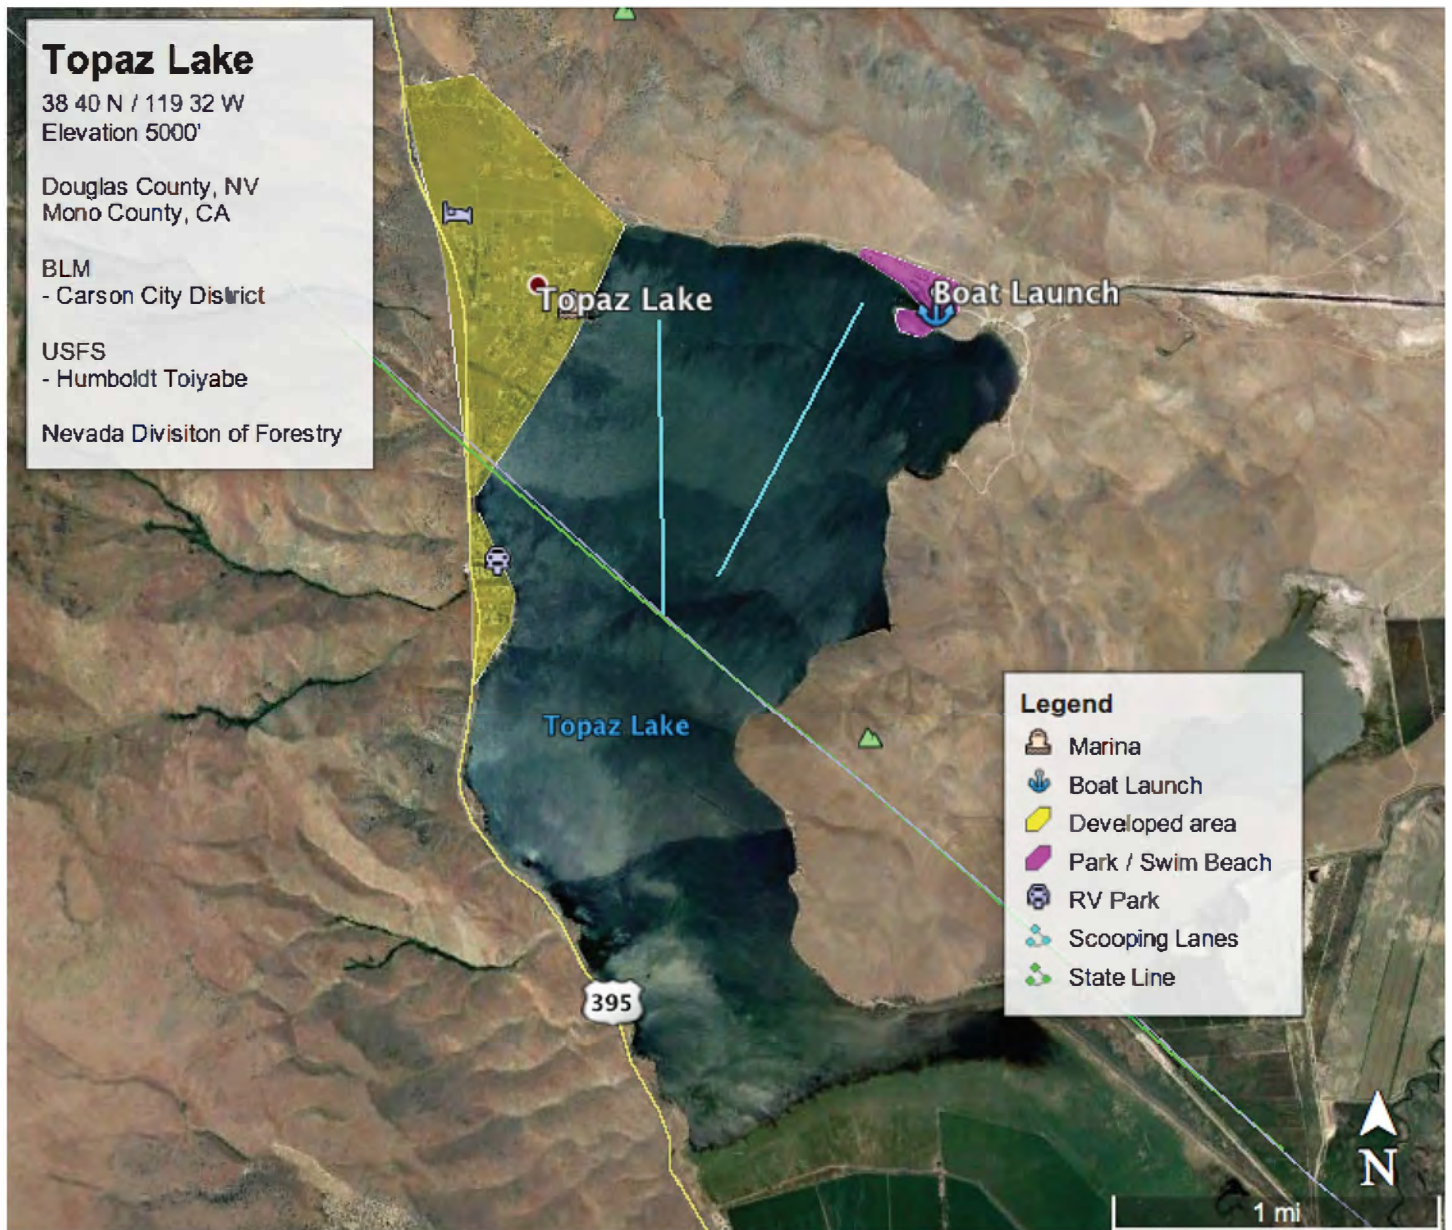 Topaz Lake
38 40 N / 119 32 W
Elevation 5000'
Douglas County, NV
Mono County, CA
BLM
- Carson City District
USFS
- Humboldt Toiyabe
Nevada Divisiton of Forestry
Topaz Lake
Boat Launch
Topaz Lake
395
Legend
Marina
Boat Launch
Developed area
Park / Swim Beach
RV Park
Scooping Lanes
State Line
N
1 mi